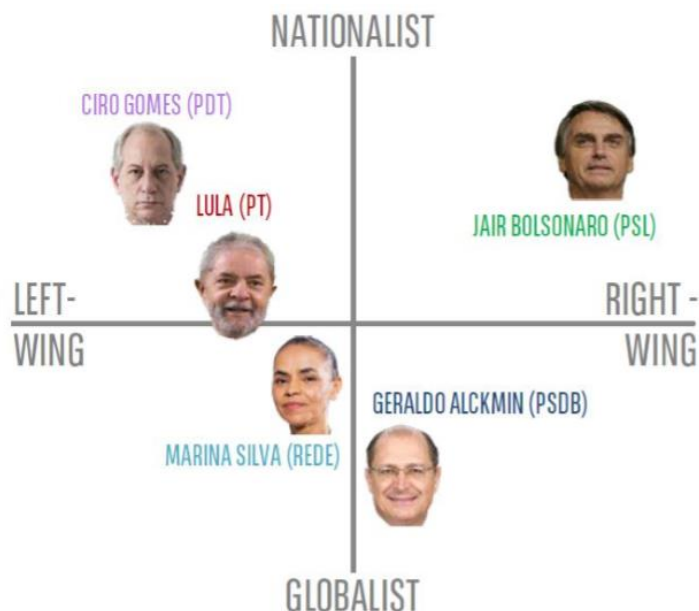 NATIONALIST
CIRO GOMES (PDT)
LULA (PT)
JAIR BOLSONARO (PSL)
LEFT-
WING
RIGHT -
WING
GERALDO ALCKMIN (PSDB)
MARINA SILVA (REDE)
GLOBALIST